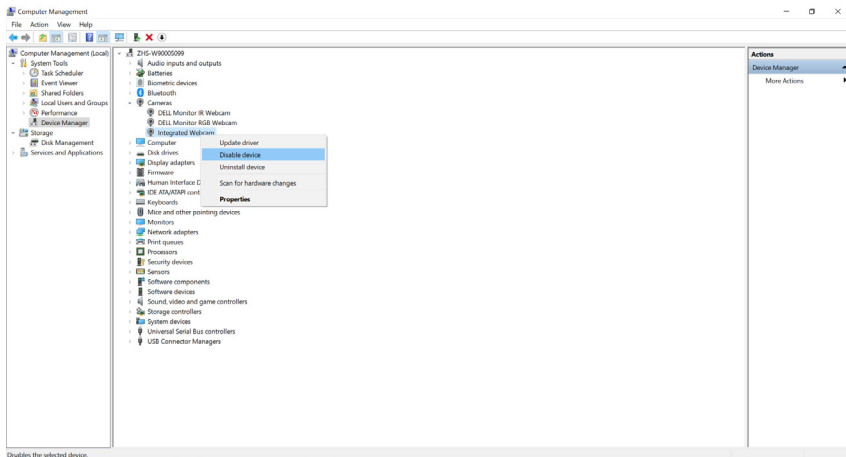 Computer Management
File Action View Help
Computer Management (Local)
System Tools
Task Scheduler
Event Viewer
Shared Folders
Local Users and Groups
Performance
Device Manager
Storage
Disk Management
Services and Applications
ZHS-W90005099
Audio inputs and outputs
Batteries
Biometric devices
Bluetooth
Cameras
DELL Monitor IR Webcam
DELL Monitor RGB Webcam
Integrated Webcam
Computer
Disk drives
Display adapters
Firmware
Human Interface D
IDE ATA/ATAPI cont
Keyboards
Mice and other pointing devices
Monitors
Network adapters
Print queues
Processors
Security devices
Sensors
Software components
Software devices
Sound, video and game controllers
Storage controllers
System devices
Universal Serial Bus controllers
USB Connector Managers
Update driver
Disable device
Uninstall device
Scan for hardware changes
Properties
Actions
Device Manager
More Actions
Disables the selected device.